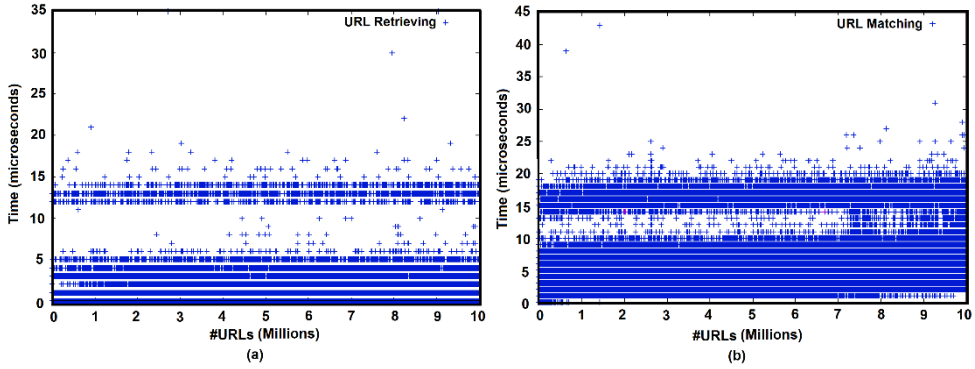 URL Retrieving
35
30
25
20
15
10
5
0
Time (microseconds)
0 1 2 3 4 5 6 7 8 9 10
#URLs (Millions)
(a)
URL Matching
45
40
35
30
25
20
15
10
5
0
Time (microseconds)
0 1 2 3 4 5 6 7 8 9 10
#URLs (Millions)
(b)